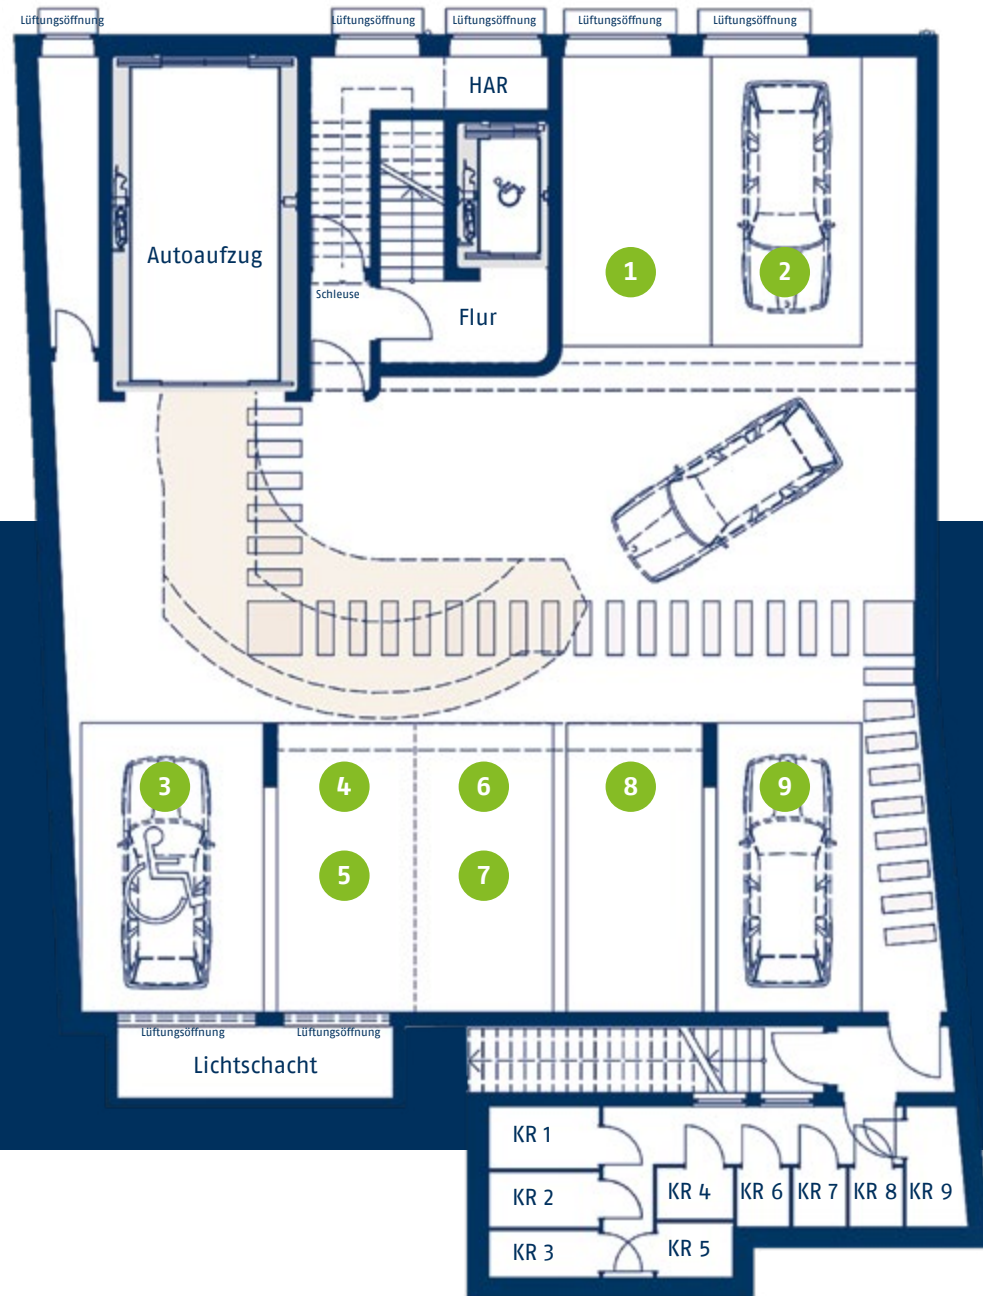 Lüftungsöffnung Lüftungsöffnung Lüftungsöffnung Lüftungsöffnung Lüftungsöffnung
HAR
Autoaufzug
1 2
Schleuse
Flur
3 4 6 8 9
5 7
Lüftungsöffnung Lüftungsöffnung
Lichtschacht
KR 1
KR 2
KR 3
KR 4 KR 6 KR 7 KR 8 KR 9
KR 5